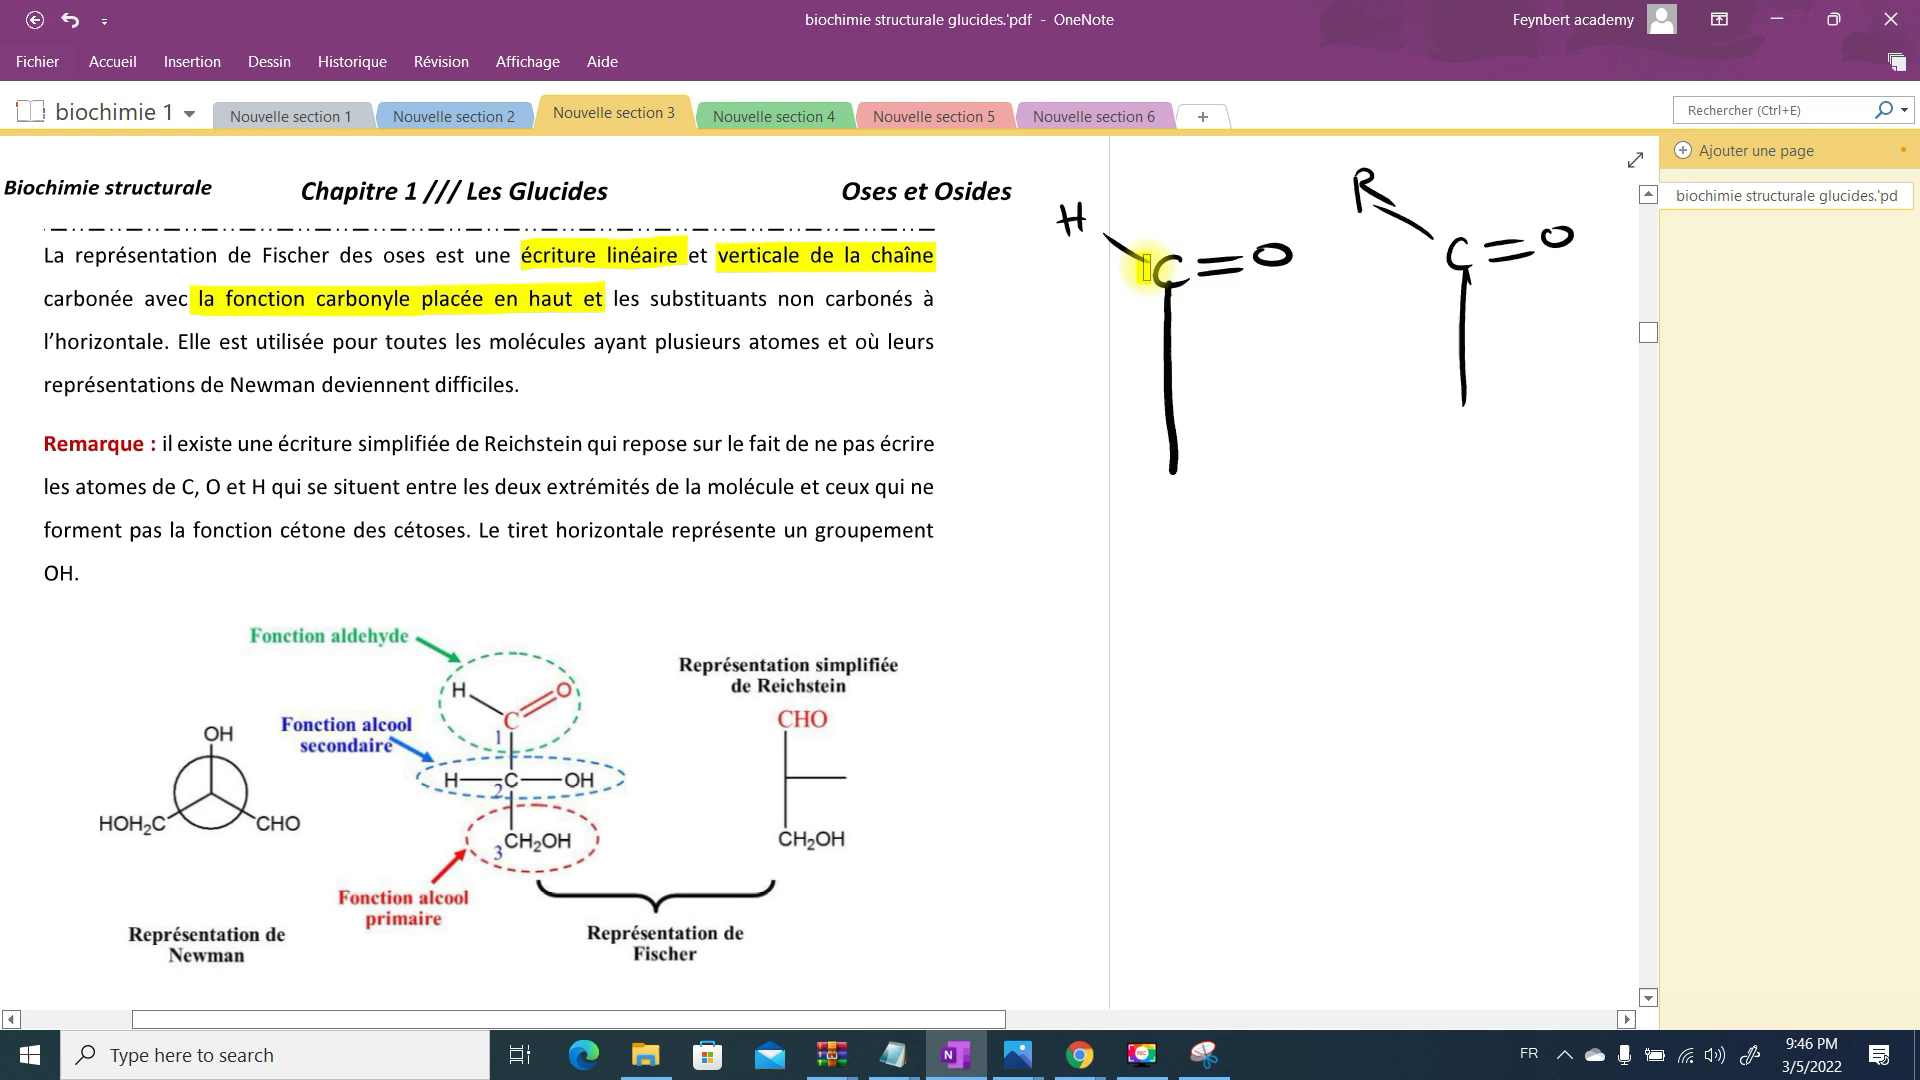 biochimie structurale glucides.'pdf - OneNote
Feynbert academy
Fichier Accueil Insertion Dessin Historique Révision Affichage Aide
biochimie 1
Nouvelle section 1
Nouvelle section 2
Nouvelle section 3
Nouvelle section 4
Nouvelle section 5
Nouvelle section 6
+
Rechercher (Ctrl+E)
Ajouter une page
biochimie structurale glucides.'pd
Biochimie structurale Chapitre 1 /// Les Glucides Oses et Osides
La représentation de Fischer des oses est une écriture linéaire et verticale de la chaîne
carbonée avec la fonction carbonyle placée en haut et les substituants non carbonés à
l’horizontale. Elle est utilisée pour toutes les molécules ayant plusieurs atomes et où leurs
représentations de Newman deviennent difficiles.
Remarque : il existe une écriture simplifiée de Reichstein qui repose sur le fait de ne pas écrire
les atomes de C, O et H qui se situent entre les deux extrémités de la molécule et ceux qui ne
forment pas la fonction cétone des cétoses. Le tiret horizontale représente un groupement
OH.
H
C=O
R
C=O
Fonction aldehyde
H O
C
1
Fonction alcool
secondaire
H C OH
2
CH₂OH
3
Fonction alcool
primaire
OH
HOH₂C CHO
Représentation de
Newman
Représentation simplifiée
de Reichstein
CHO
CH₂OH
Représentation de
Fischer
Type here to search
FR
9:46 PM
3/5/2022